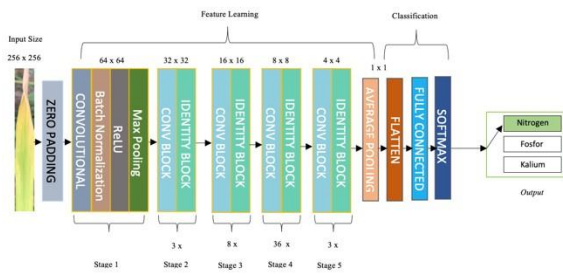 Feature Learning
Classification
Input Size
256 x 256
64 x 64
32 x 32
16 x 16
8 x 8
4 x 4
1 x 1
ZERO PADDING
CONVOLUTIONAL
Batch Normalization
ReLU
Max Pooling
CONV BLOCK
IDENTITY BLOCK
CONV BLOCK
IDENTITY BLOCK
CONV BLOCK
IDENTITY BLOCK
CONV BLOCK
IDENTITY BLOCK
AVERAGE POOLING
FLATTEN
FULLY CONNECTED
SOFTMAX
Nitrogen
Fosfor
Kalium
Output
3 x
8 x
36 x
3 x
Stage 1
Stage 2
Stage 3
Stage 4
Stage 5